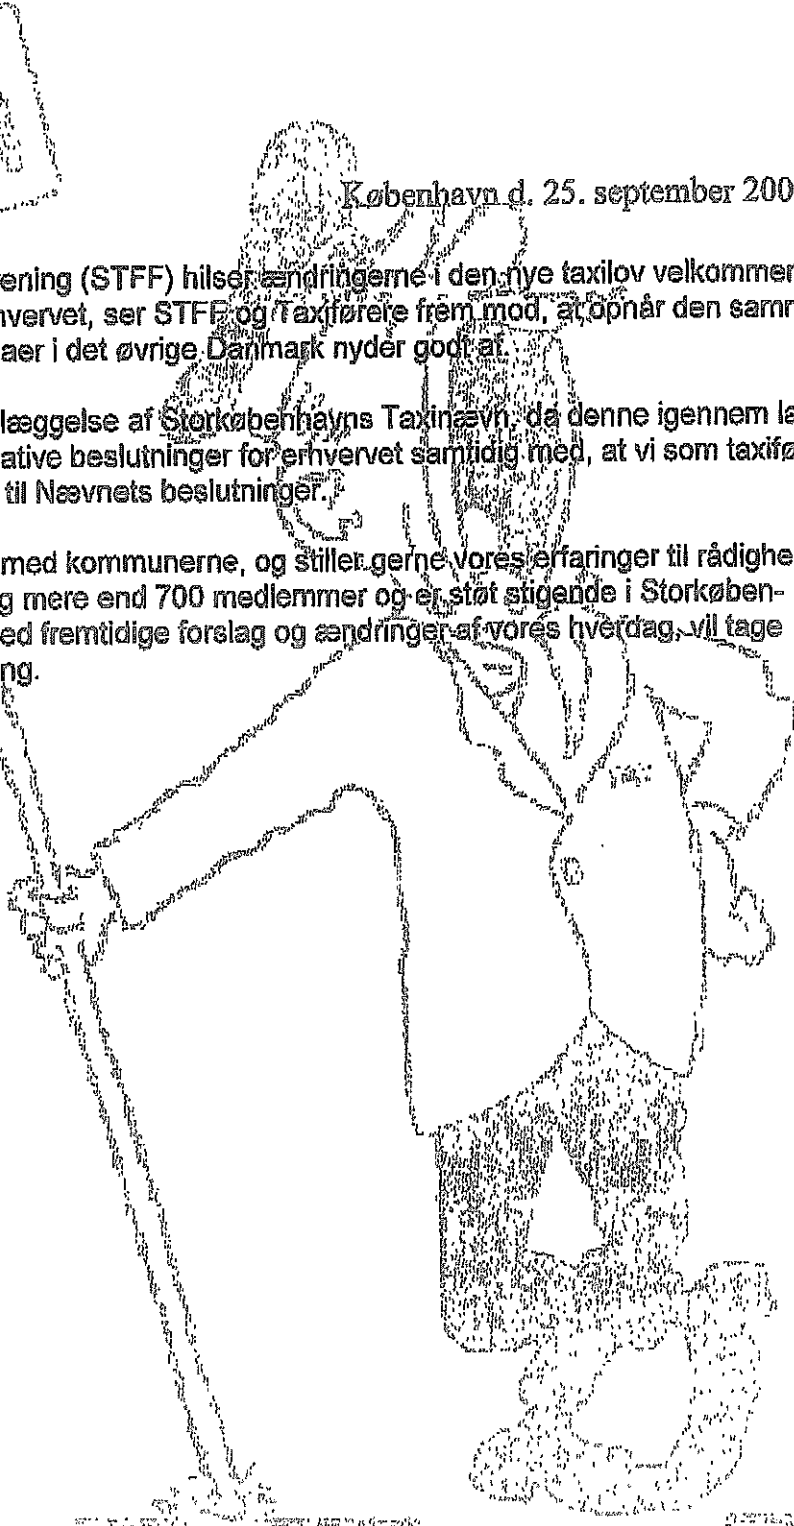 København d. 25. september 200
ening (STFF) hilser ændringerne i den nye taxilov velkommen
vervet, ser STFF og Taxiførere frem mod, at opnår den samm
aer i det øvrige Danmark nyder godt af.
læggelse af Storkøbenhavns Taxinævn, da denne igennem la
ative beslutninger for erhvervet samtidig med, at vi som taxifø
til Nævnets beslutninger.
med kommunerne, og stiller gerne vores erfaringer til rådighe
g mere end 700 medlemmer og er støt stigende i Storkøben-
ed fremtidige forslag og ændringer af vores hverdag, vil tage
ng.